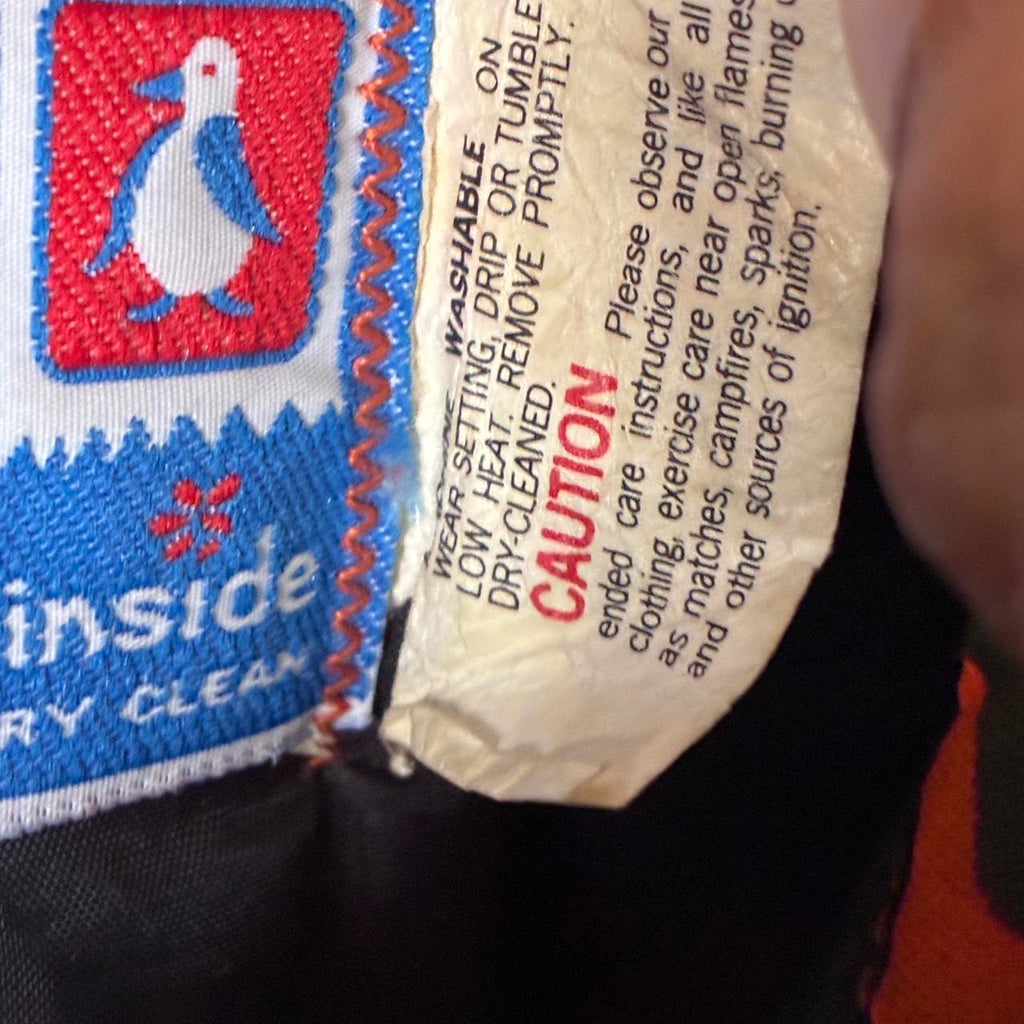 inside
RY CLEAN
MACHINE WASHABLE ON
WEAR SETTING, DRIP OR TUMBLE
LOW HEAT. REMOVE PROMPTLY.
DRY-CLEANED.
CAUTION Please observe our
ended care instructions, and like all
clothing, exercise care near open flames
as matches, campfires, sparks, burning
and other sources of ignition.